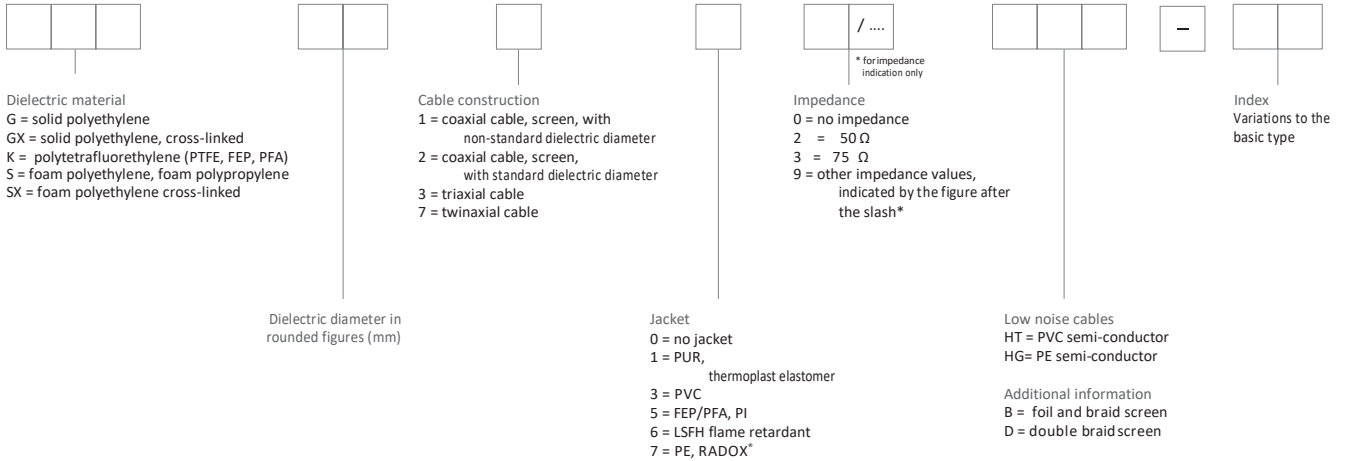 / ....
–
* for impedance
indication only
Dielectric material
G = solid polyethylene
GX = solid polyethylene, cross-linked
K = polytetrafluorethylene (PTFE, FEP, PFA)
S = foam polyethylene, foam polypropylene
SX = foam polyethylene cross-linked
Cable construction
1 = coaxial cable, screen, with
non-standard dielectric diameter
2 = coaxial cable, screen,
with standard dielectric diameter
3 = triaxial cable
7 = twinaxial cable
Impedance
0 = no impedance
2 = 50 Ω
3 = 75 Ω
9 = other impedance values,
indicated by the figure after
the slash*
Index
Variations to the
basic type
Dielectric diameter in
rounded figures (mm)
Jacket
0 = no jacket
1 = PUR,
thermoplast elastomer
3 = PVC
5 = FEP/PFA, PI
6 = LSFH flame retardant
7 = PE, RADOX*
Low noise cables
HT = PVC semi-conductor
HG= PE semi-conductor
Additional information
B = foil and braid screen
D = double braid screen